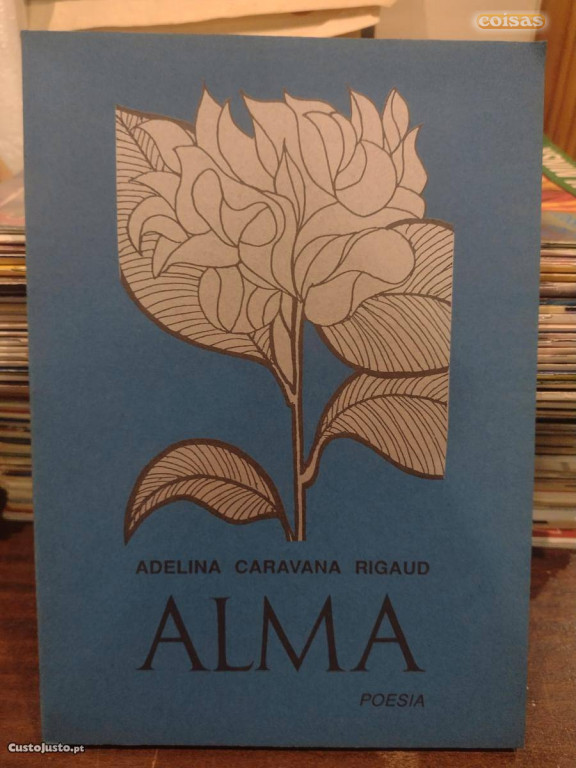 coisas
ADELINA CARAVANA RIGAUD
ALMA
POESIA
CustoJusto.pt